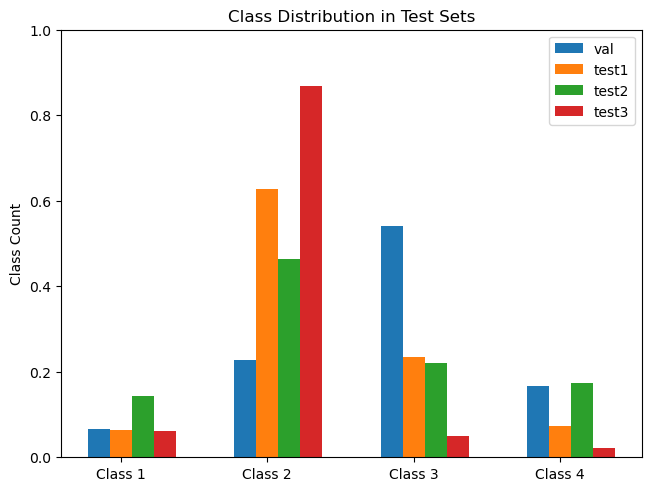 Class Distribution in Test Sets
Class Count
1.0
0.8
0.6
0.4
0.2
0.0
val
test1
test2
test3
Class 1
Class 2
Class 3
Class 4